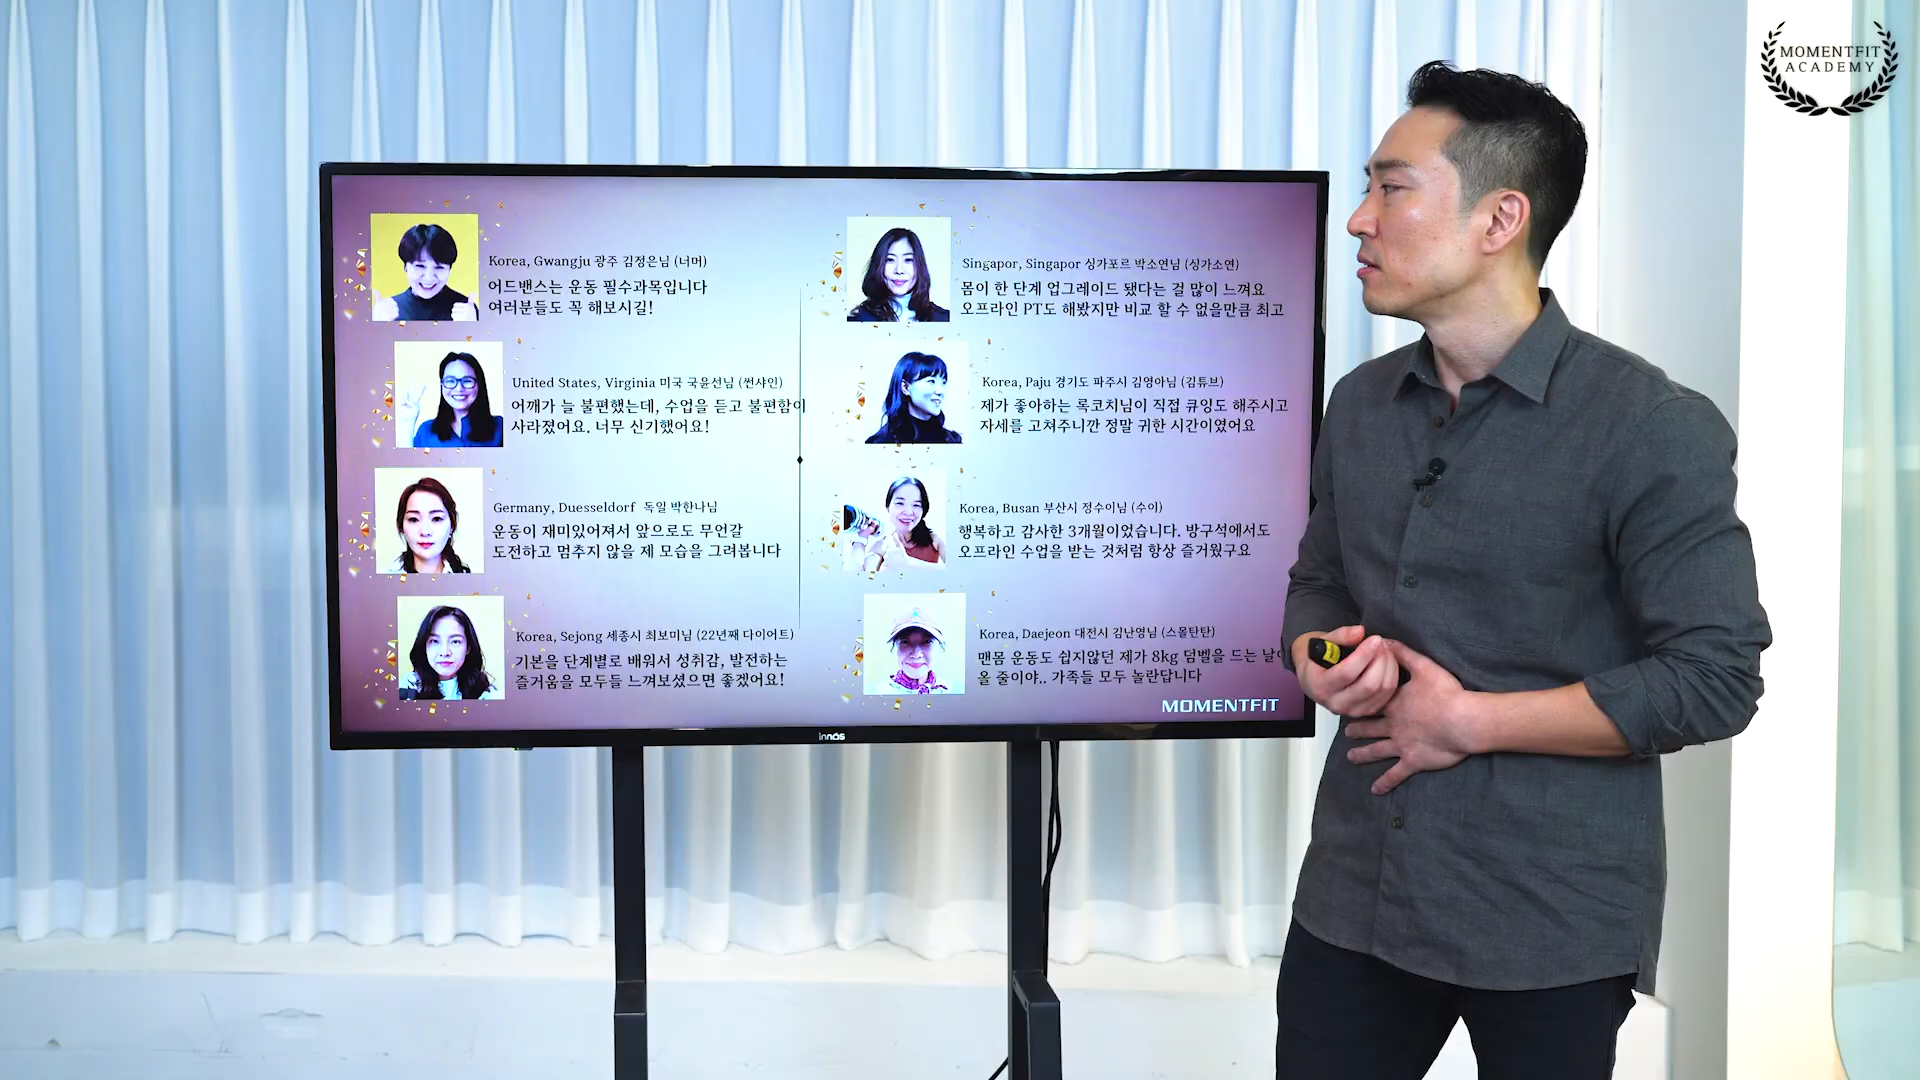 MOMENTFIT
ACADEMY
Korea, Gwangju 광주 김정은님 (너머)
어드밴스는 운동 필수과목입니다
여러분들도 꼭 해보시길!
United States, Virginia 미국 국윤선님 (썬샤인)
어깨가 늘 불편했는데, 수업을 듣고 불편함이
사라졌어요. 너무 신기했어요!
Germany, Duesseldorf 독일 박한나님
운동이 재미있어져서 앞으로도 무언갈
도전하고 멈추지 않을 제 모습을 그려봅니다
Korea, Sejong 세종시 최보미님 (22년째 다이어트)
기본을 단계별로 배워서 성취감, 발전하는
즐거움을 모두들 느껴보셨으면 좋겠어요!
Singapor, Singapor 싱가포르 박소연님 (싱가소연)
몸이 한 단계 업그레이드 됐다는 걸 많이 느껴요
오프라인 PT도 해봤지만 비교 할 수 없을만큼 최고
Korea, Paju 경기도 파주시 김영아님 (김튜브)
제가 좋아하는 록코치님이 직접 큐잉도 해주시고
자세를 고쳐주니깐 정말 귀한 시간이였어요
Korea, Busan 부산시 정수이님 (수이)
행복하고 감사한 3개월이었습니다. 방구석에서도
오프라인 수업을 받는 것처럼 항상 즐거웠구요
Korea, Daejeon 대전시 김난영님 (스몰탄탄)
맨몸 운동도 쉽지않던 제가 8kg 덤벨을 드는
올 줄이야.. 가족들 모두 놀란답니다
MOMENTFIT
innos